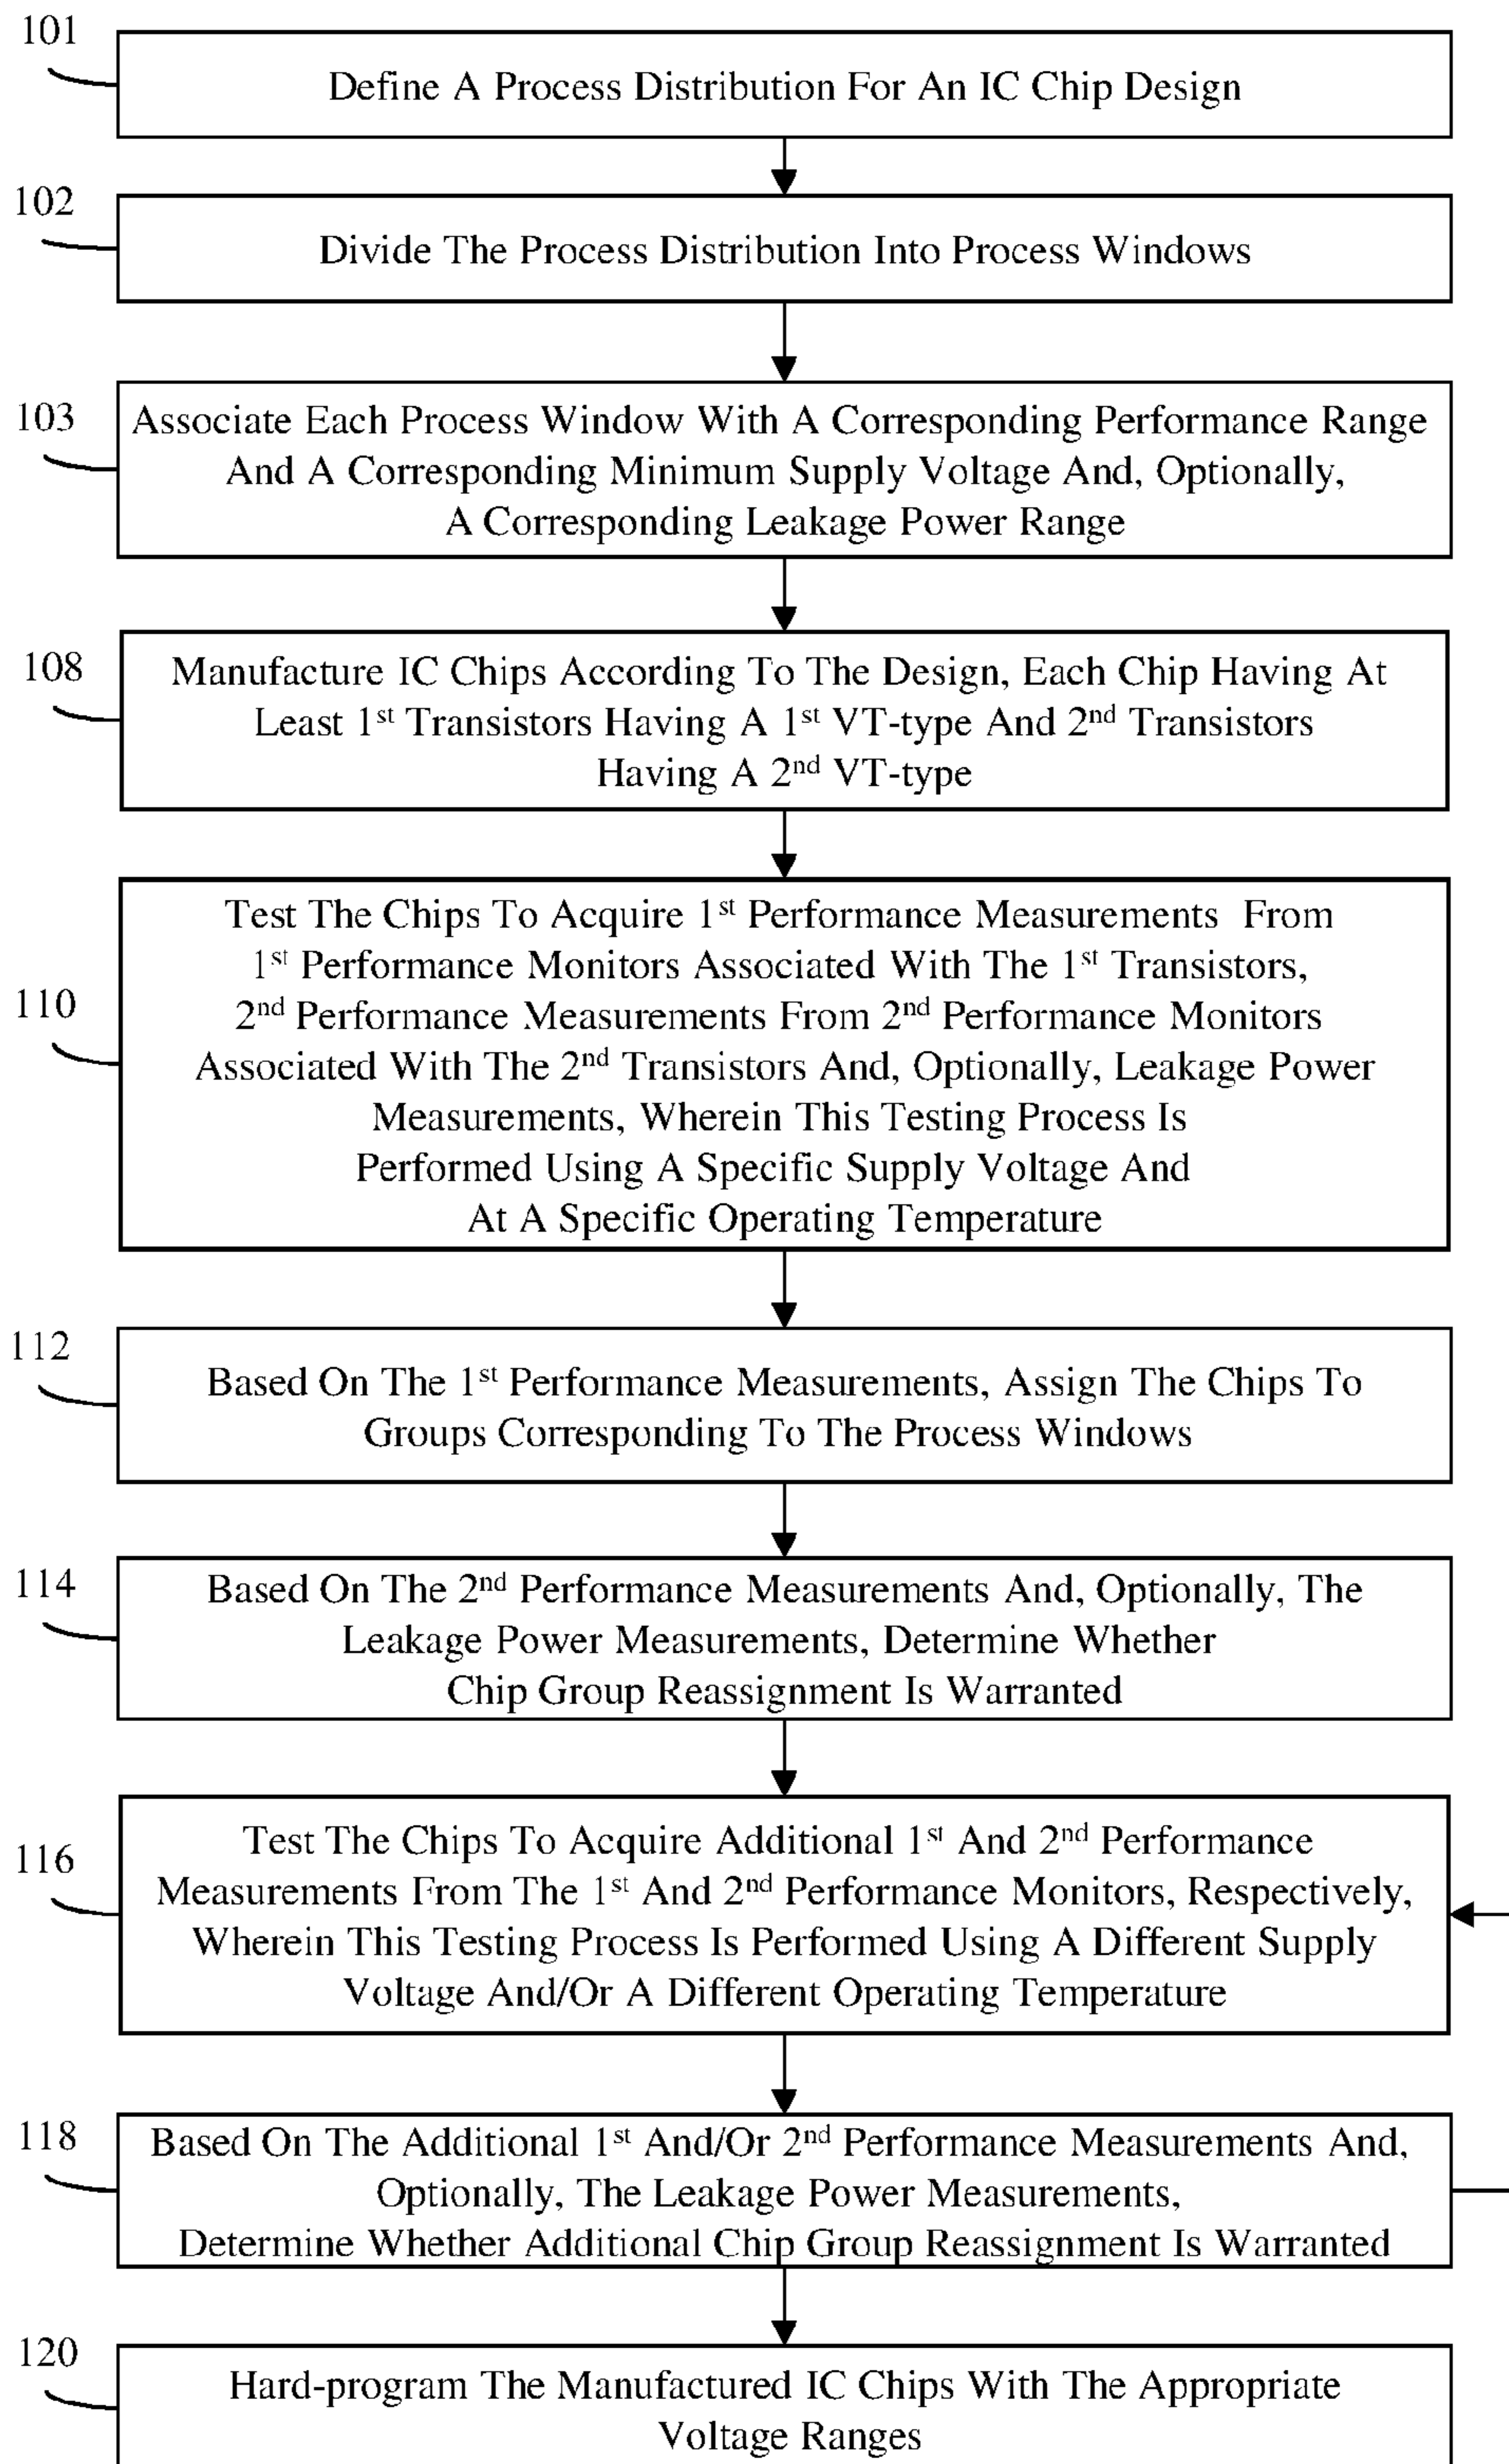 101
Define A Process Distribution For An IC Chip Design
102
Divide The Process Distribution Into Process Windows
103
Associate Each Process Window With A Corresponding Performance Range
And A Corresponding Minimum Supply Voltage And, Optionally,
A Corresponding Leakage Power Range
108
Manufacture IC Chips According To The Design, Each Chip Having At
Least 1st Transistors Having A 1st VT-type And 2nd Transistors
Having A 2nd VT-type
110
Test The Chips To Acquire 1st Performance Measurements From
1st Performance Monitors Associated With The 1st Transistors,
2nd Performance Measurements From 2nd Performance Monitors
Associated With The 2nd Transistors And, Optionally, Leakage Power
Measurements, Wherein This Testing Process Is
Performed Using A Specific Supply Voltage And
At A Specific Operating Temperature
112
Based On The 1st Performance Measurements, Assign The Chips To
Groups Corresponding To The Process Windows
114
Based On The 2nd Performance Measurements And, Optionally, The
Leakage Power Measurements, Determine Whether
Chip Group Reassignment Is Warranted
116
Test The Chips To Acquire Additional 1st And 2nd Performance
Measurements From The 1st And 2nd Performance Monitors, Respectively,
Wherein This Testing Process Is Performed Using A Different Supply
Voltage And/Or A Different Operating Temperature
118
Based On The Additional 1st And/Or 2nd Performance Measurements And,
Optionally, The Leakage Power Measurements,
Determine Whether Additional Chip Group Reassignment Is Warranted
120
Hard-program The Manufactured IC Chips With The Appropriate
Voltage Ranges